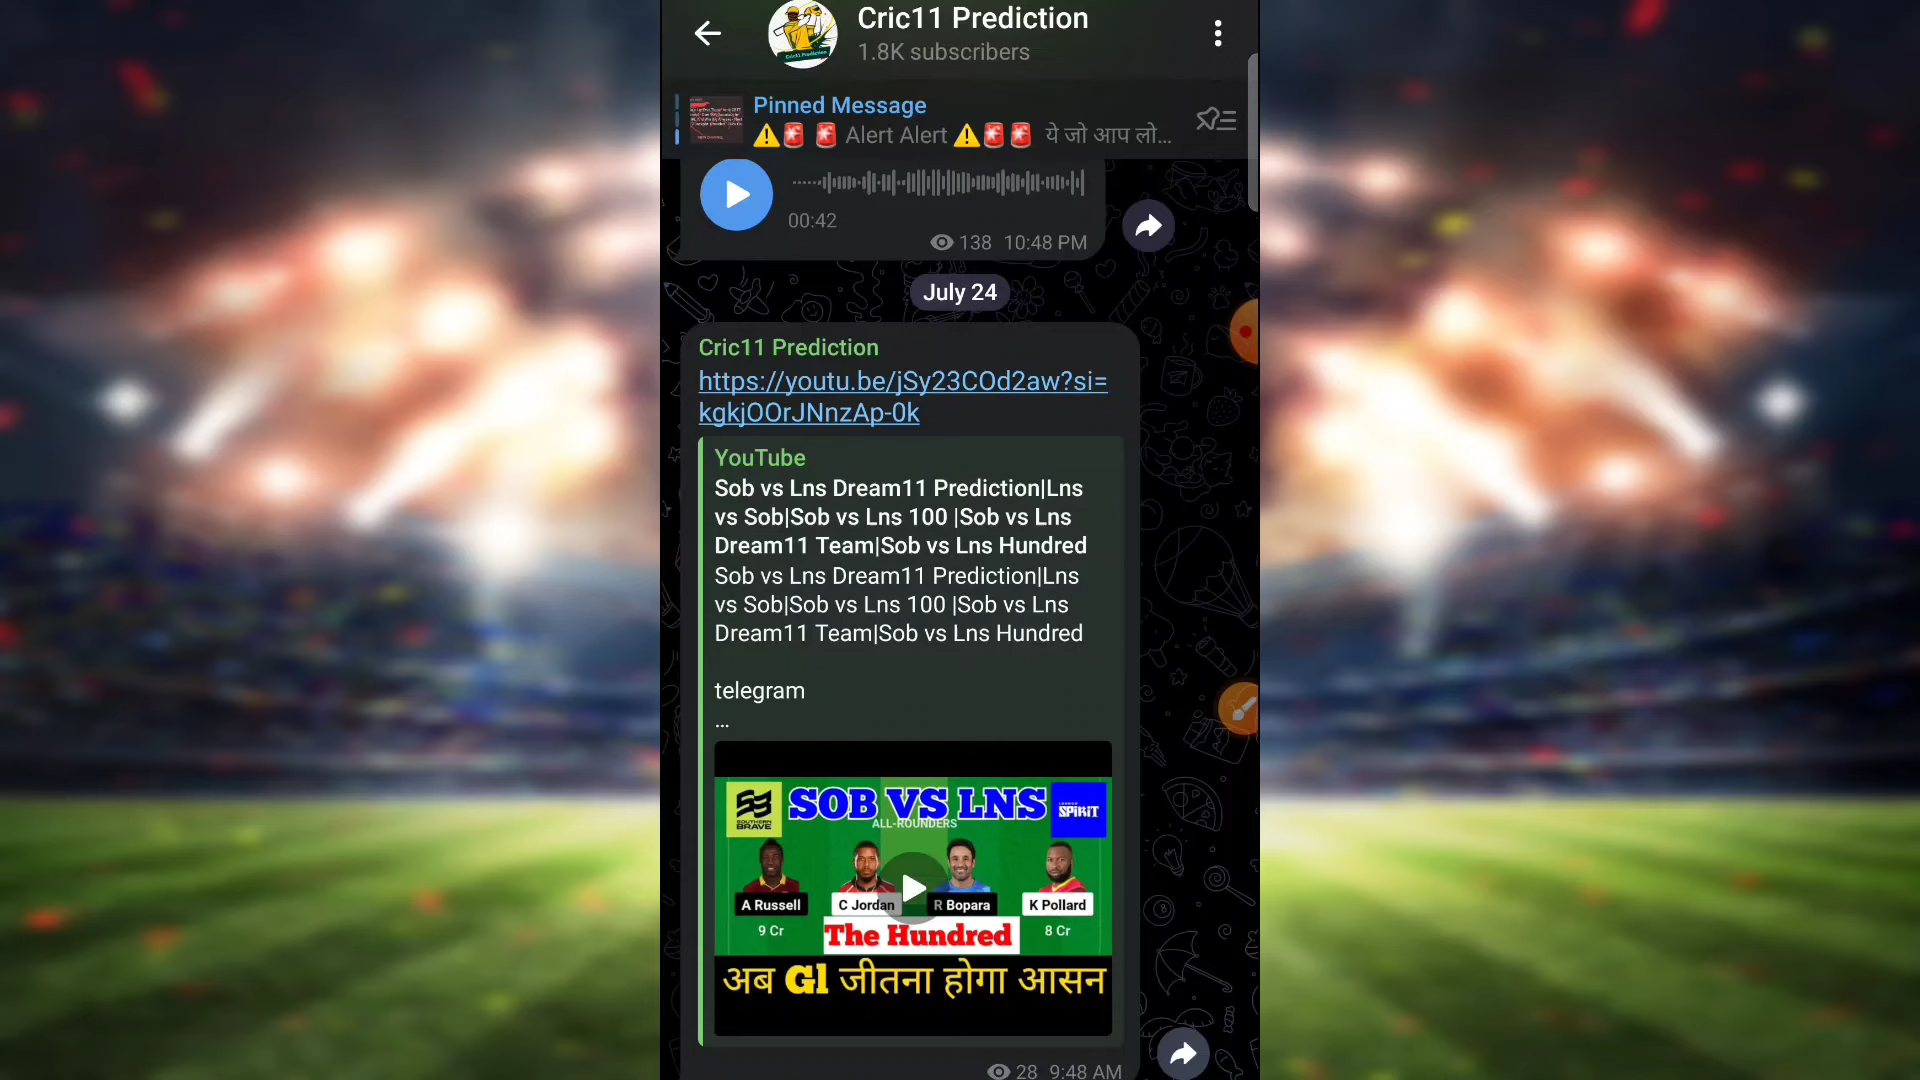 Cric11 Prediction
1.8K subscribers
Pinned Message
⚠️🚨 🚨 Alert Alert ⚠️🚨🚨 ये जो आप लो...
00:42
138 10:48 PM
July 24
Cric11 Prediction
https://youtu.be/jSy23COd2aw?si=
kgkjOOrJNnzAp-0k
YouTube
Sob vs Lns Dream11 Prediction|Lns
vs Sob|Sob vs Lns 100 |Sob vs Lns
Dream11 Team|Sob vs Lns Hundred
Sob vs Lns Dream11 Prediction|Lns
vs Sob|Sob vs Lns 100 |Sob vs Lns
Dream11 Team|Sob vs Lns Hundred
telegram
...
SOUTHERN
BRAVE
SOB VS LNS
LONDON
SPIRIT
ALL-ROUNDERS
A Russell C Jordan R Bopara K Pollard
9 Cr 8 Cr
The Hundred
अब Gl जीतना होगा आसन
28 9:48 AM